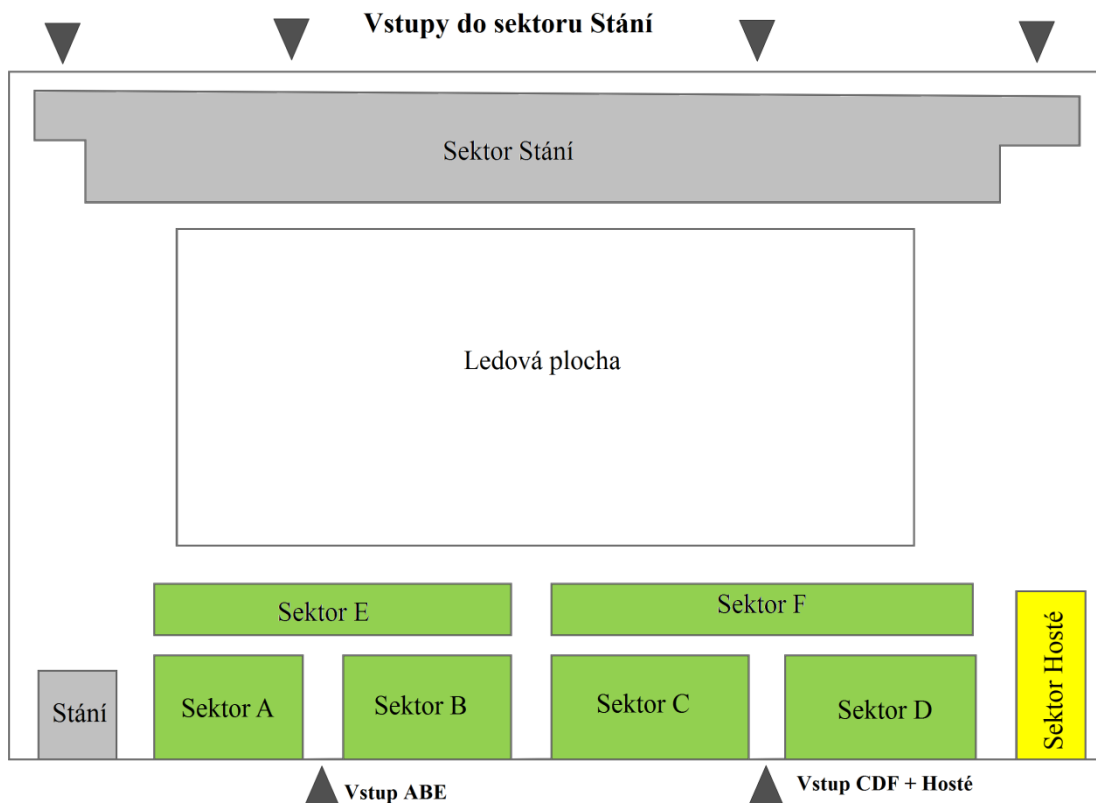 Vstupy do sektoru Stání
Sektor Stání
Ledová plocha
Sektor E
Sektor F
Stání
Sektor A
Sektor B
Sektor C
Sektor D
Sektor Hosté
Vstup ABE
Vstup CDF + Hosté